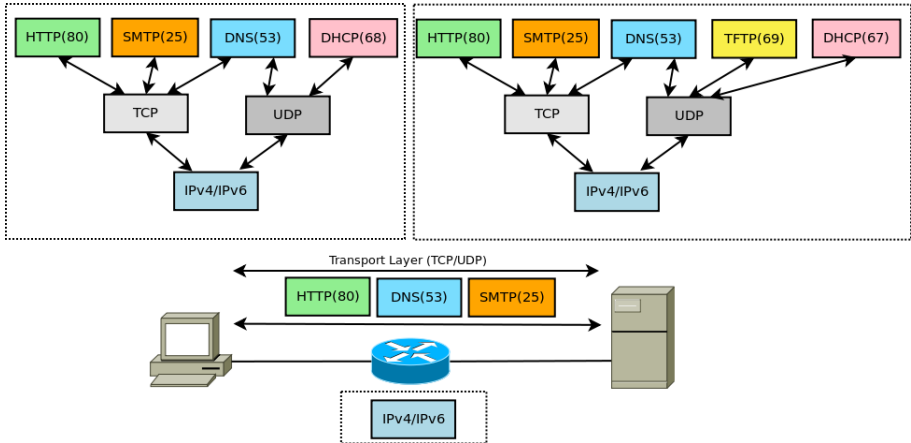 HTTP(80) SMTP(25) DNS(53) DHCP(68)
TCP UDP
IPv4/IPv6
HTTP(80) SMTP(25) DNS(53) TFTP(69) DHCP(67)
TCP UDP
IPv4/IPv6
Transport Layer (TCP/UDP)
HTTP(80) DNS(53) SMTP(25)
IPv4/IPv6